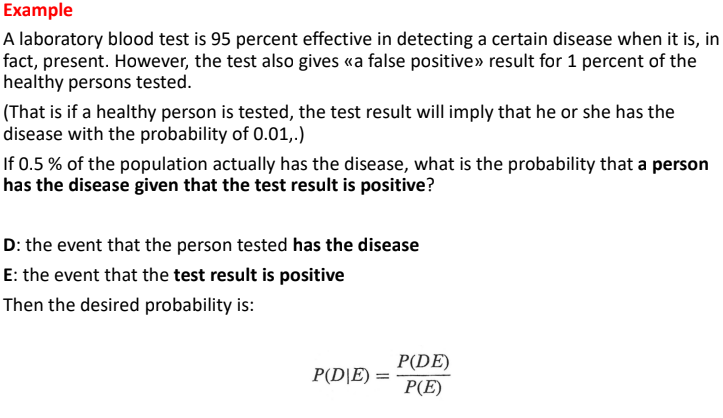 Example
A laboratory blood test is 95 percent effective in detecting a certain disease when it is, in
fact, present. However, the test also gives «a false positive» result for 1 percent of the
healthy persons tested.
(That is if a healthy person is tested, the test result will imply that he or she has the
disease with the probability of 0.01,.)
If 0.5 % of the population actually has the disease, what is the probability that a person
has the disease given that the test result is positive?
D: the event that the person tested has the disease
E: the event that the test result is positive
Then the desired probability is:
P(D|E) = P(DE) / P(E)